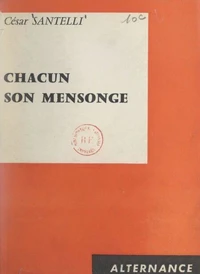 César SANTELLI
10c
CHACUN
SON MENSONGE
ALTERNANCE